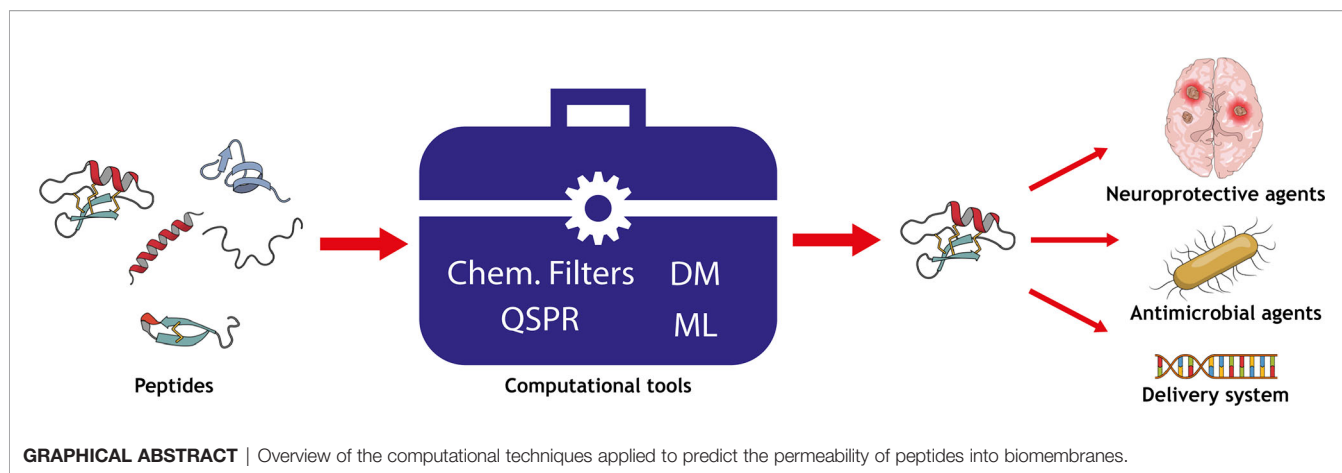 Peptides
Chem. Filters DM
QSPR ML
Computational tools
Neuroprotective agents
Antimicrobial agents
Delivery system
GRAPHICAL ABSTRACT | Overview of the computational techniques applied to predict the permeability of peptides into biomembranes.